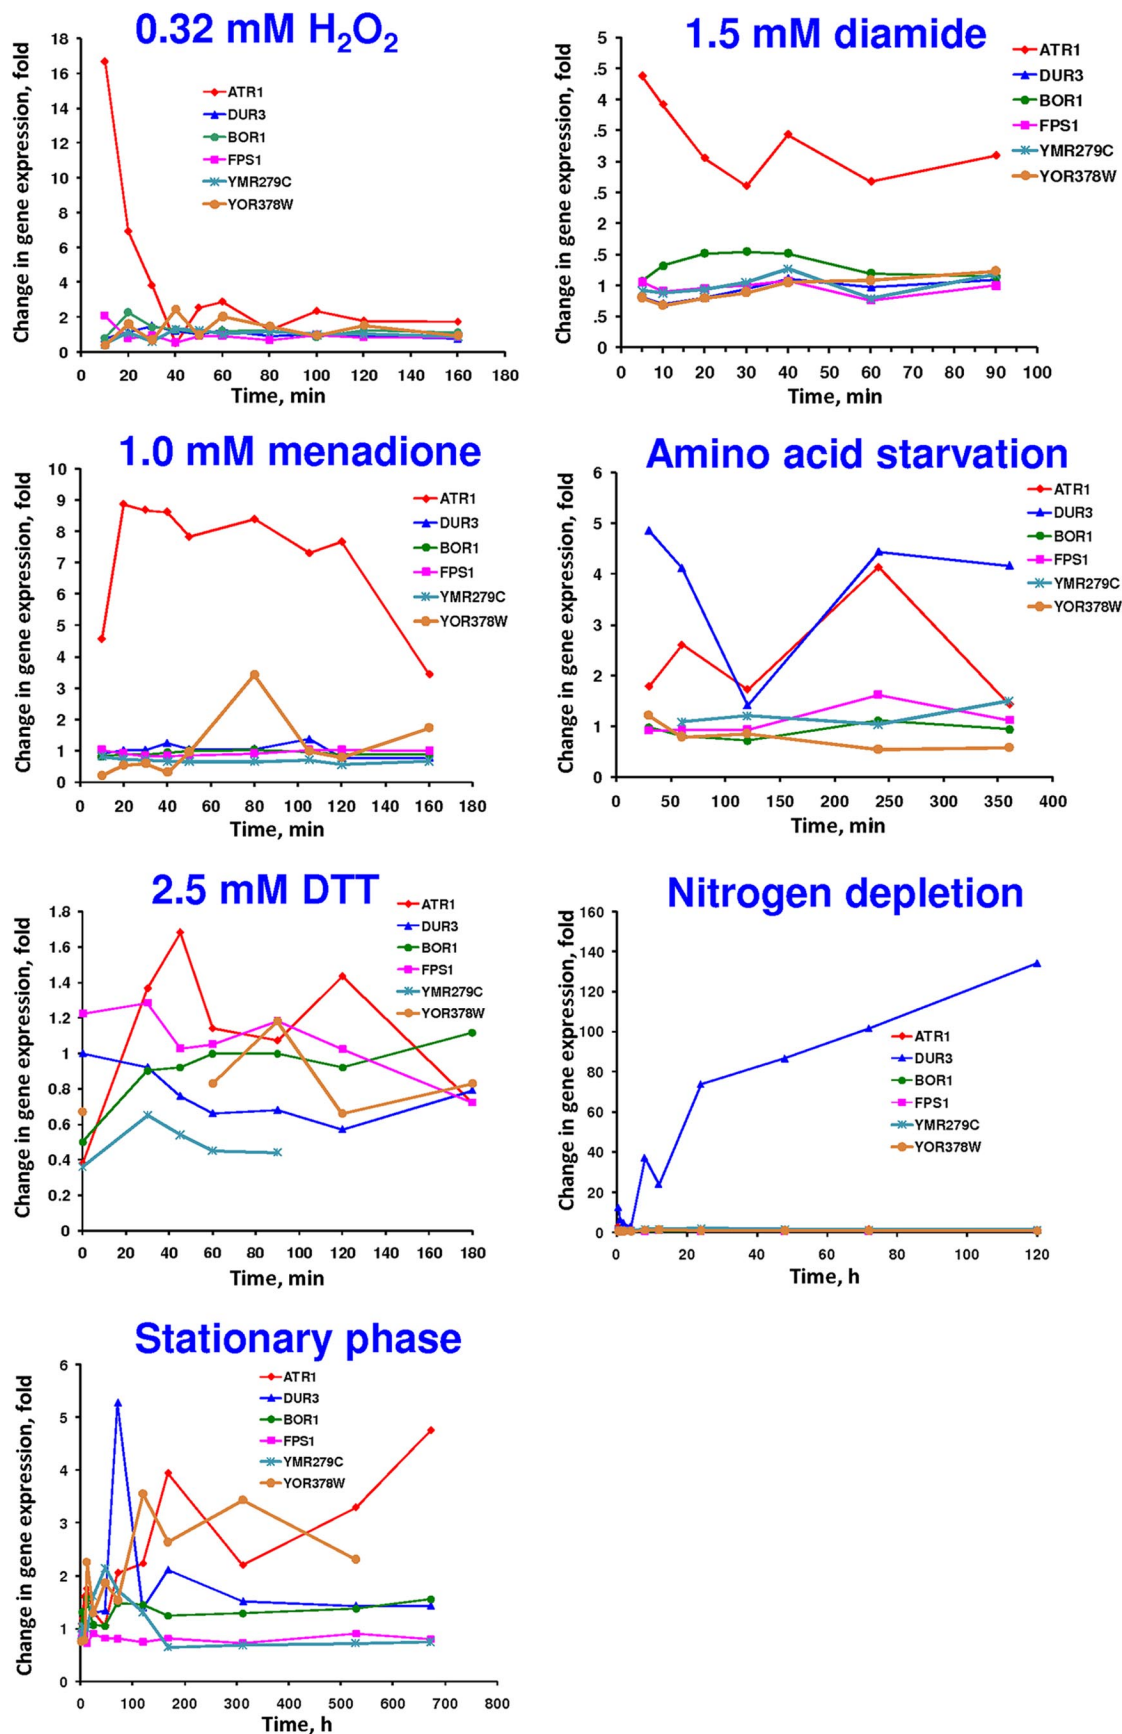 0.32 mM H₂O₂
Change in gene expression, fold
18
16
14
12
10
8
6
4
2
0
ATR1
DUR3
BOR1
FPS1
YMR279C
YOR378W
0 20 40 60 80 100 120 140 160 180
Time, min
1.5 mM diamide
Change in gene expression, fold
5
.5
4
.5
3
.5
2
.5
1
.5
0
ATR1
DUR3
BOR1
FPS1
YMR279C
YOR378W
0 10 20 30 40 50 60 70 80 90 100
Time, min
1.0 mM menadione
Change in gene expression, fold
10
9
8
7
6
5
4
3
2
1
0
ATR1
DUR3
BOR1
FPS1
YMR279C
YOR378W
0 20 40 60 80 100 120 140 160 180
Time, min
Amino acid starvation
Change in gene expression, fold
6
5
4
3
2
1
0
ATR1
DUR3
BOR1
FPS1
YMR279C
YOR378W
0 50 100 150 200 250 300 350 400
Time, min
2.5 mM DTT
Change in gene expression, fold
1.8
1.6
1.4
1.2
1
0.8
0.6
0.4
0.2
0
ATR1
DUR3
BOR1
FPS1
YMR279C
YOR378W
0 20 40 60 80 100 120 140 160 180
Time, min
Nitrogen depletion
Change in gene expression, fold
160
140
120
100
80
60
40
20
0
ATR1
DUR3
BOR1
FPS1
YMR279C
YOR378W
0 20 40 60 80 100 120
Time, h
Stationary phase
Change in gene expression, fold
6
5
4
3
2
1
0
ATR1
DUR3
BOR1
FPS1
YMR279C
YOR378W
0 100 200 300 400 500 600 700 800
Time, h